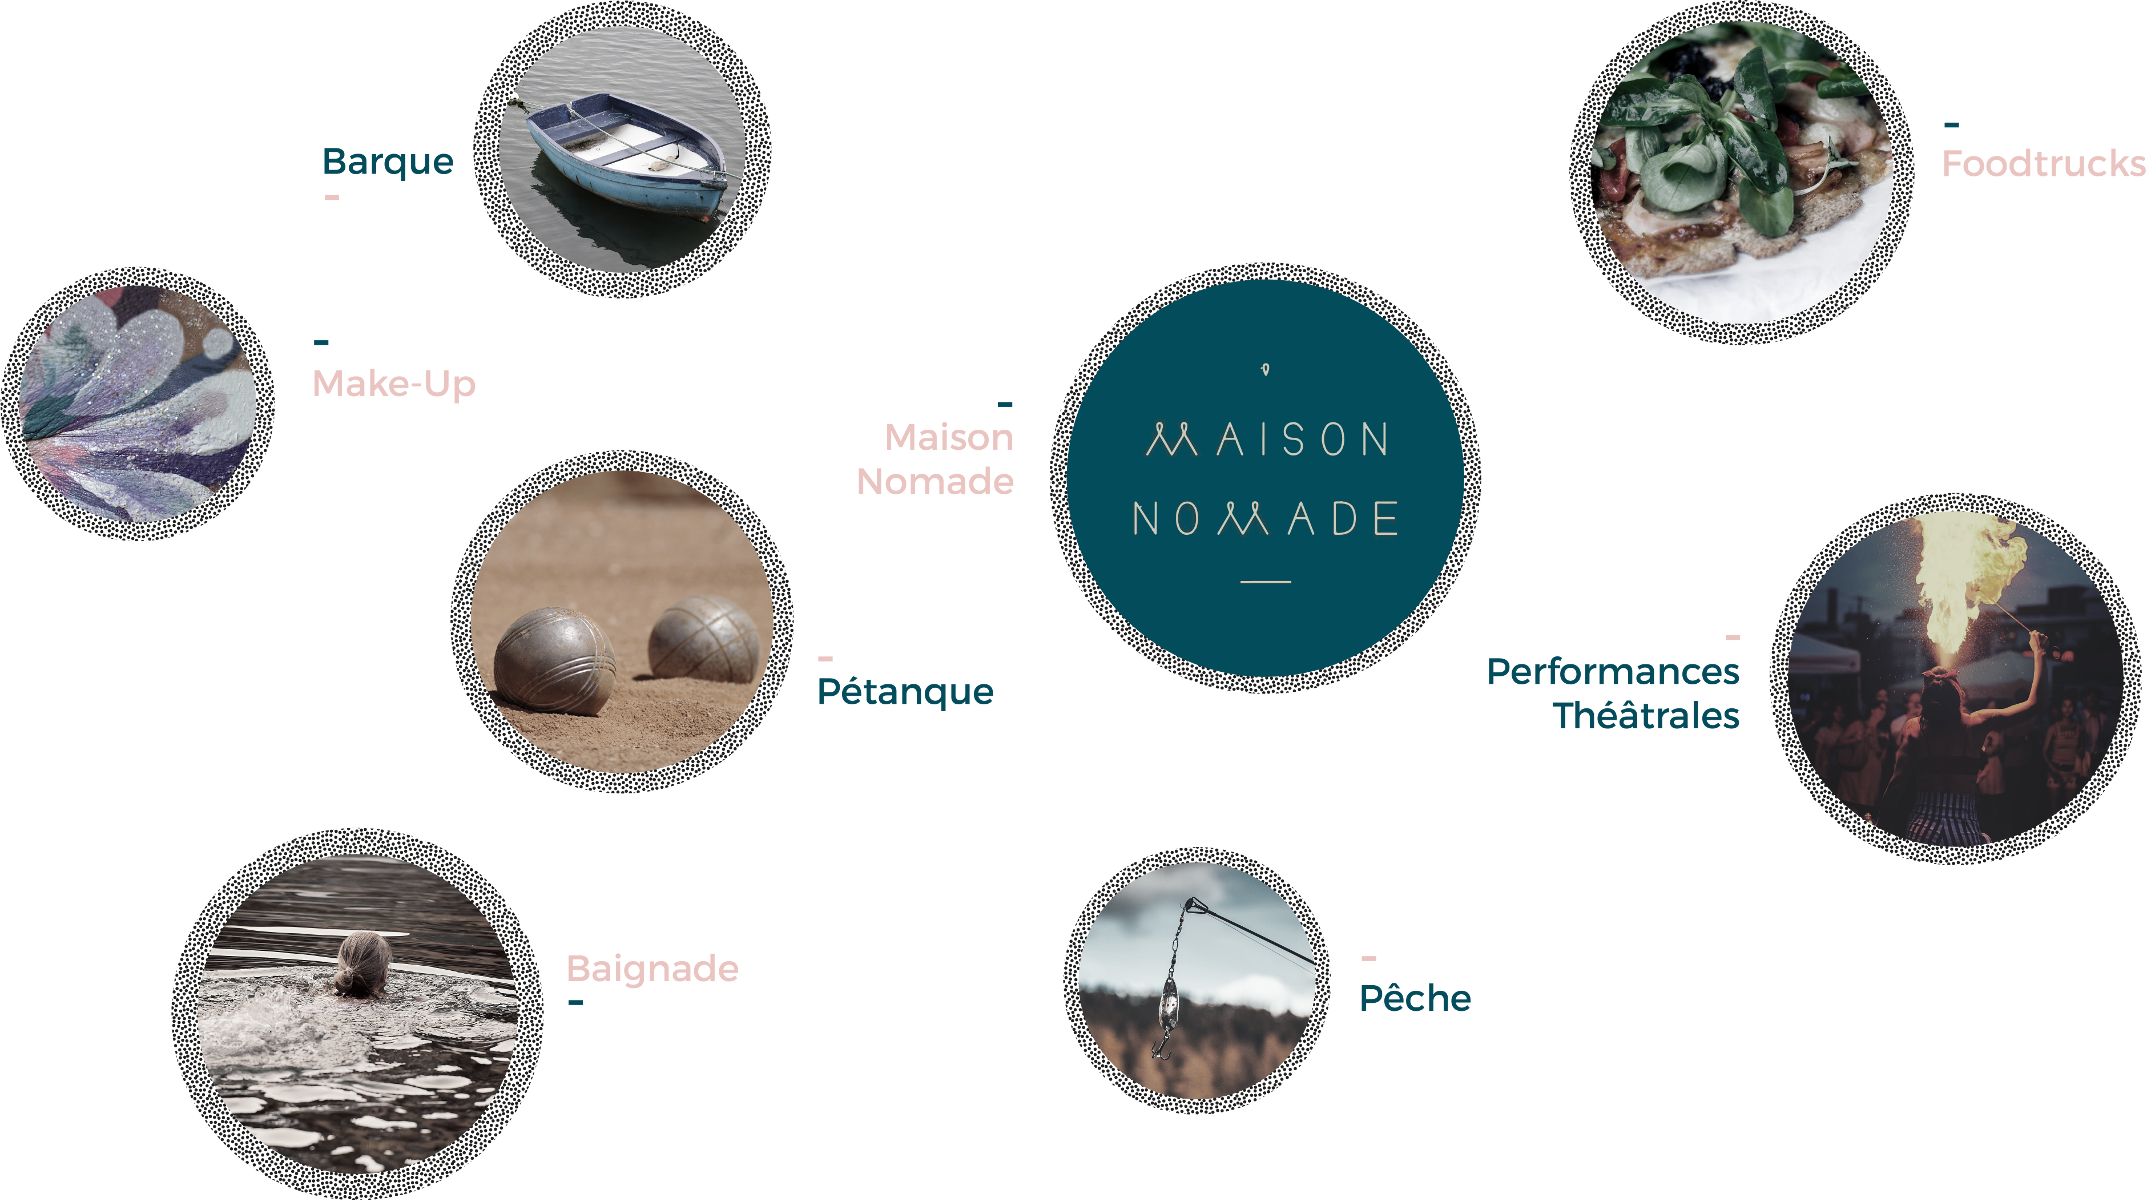 Barque
Foodtrucks
Make-Up
Maison
Nomade
MAISON
NOMADE
Pétanque
Performances
Théâtrales
Baignade
Pêche